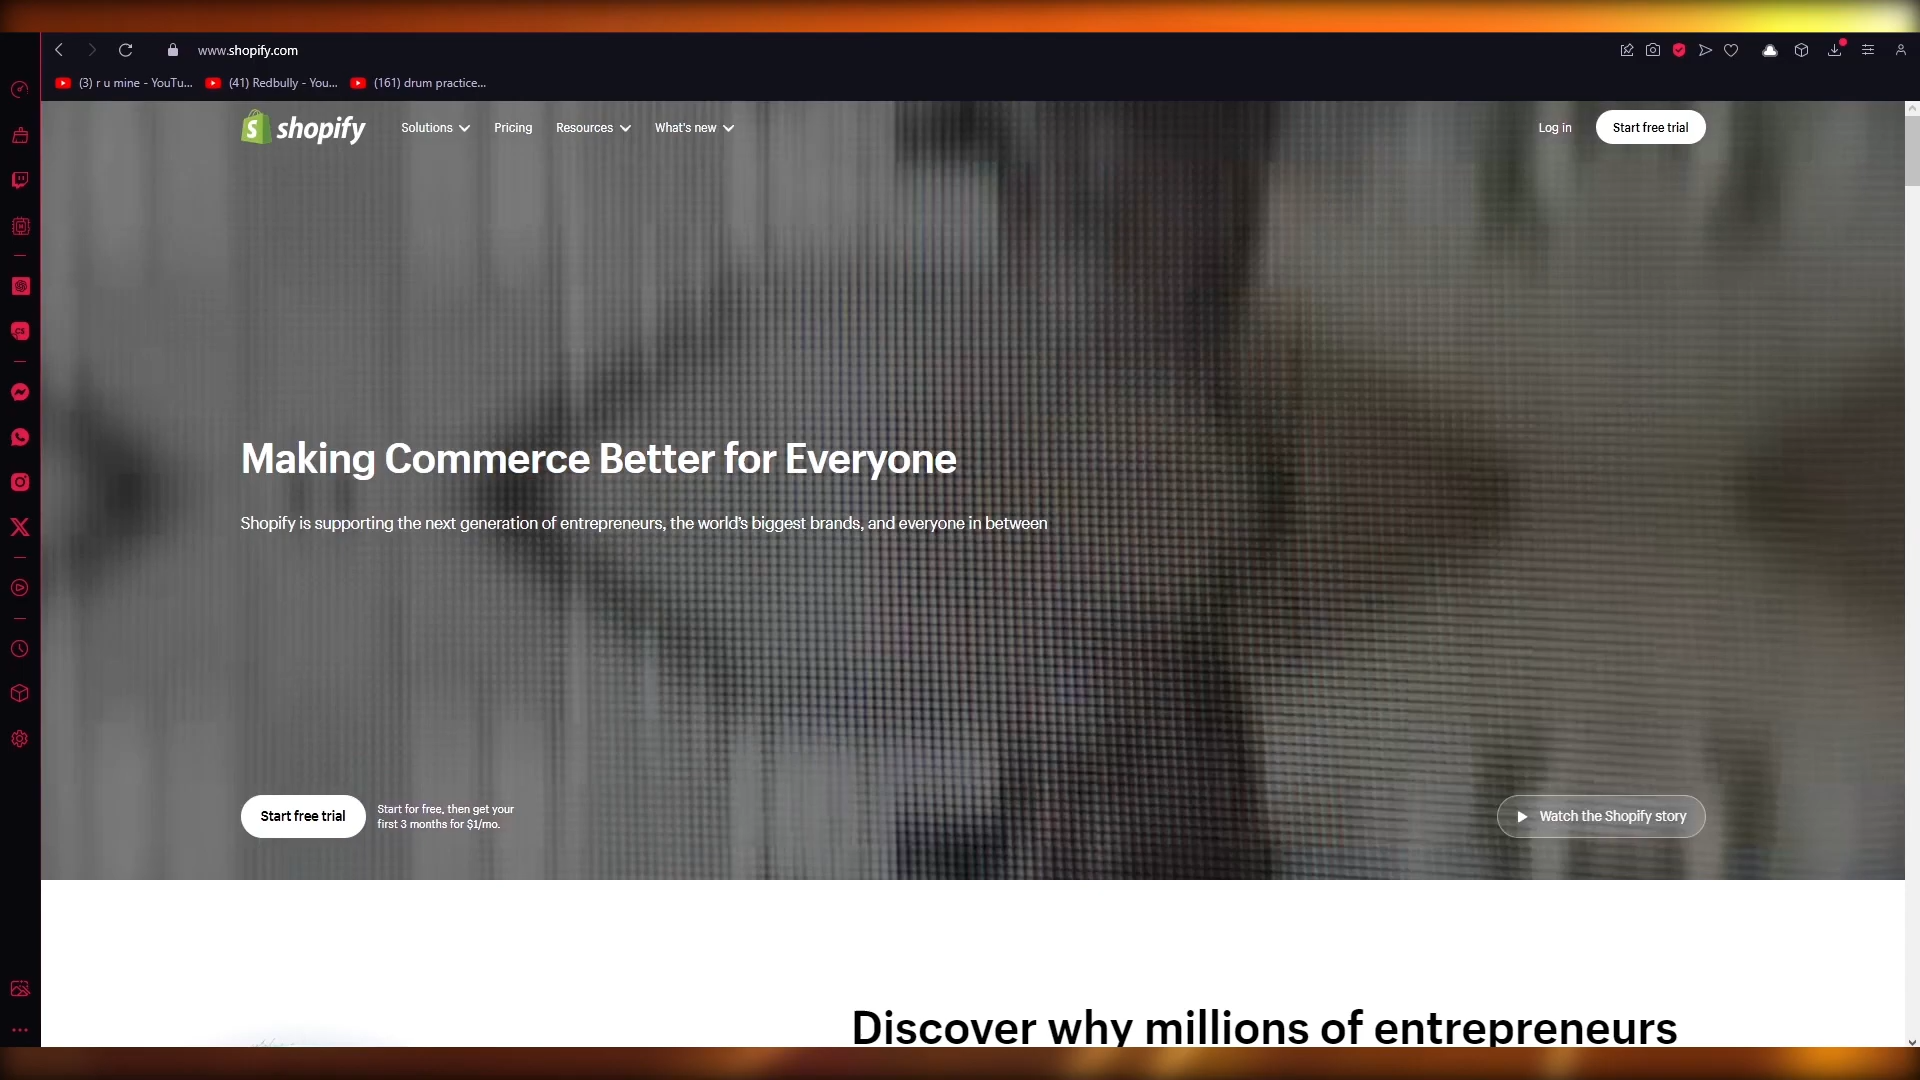 www.shopify.com
(3) r u mine - YouTu...
(41) Redbully - You...
(161) drum practice...
shopify
Solutions
Pricing
Resources
What's new
Log in
Start free trial
Making Commerce Better for Everyone
Shopify is supporting the next generation of entrepreneurs, the world's biggest brands, and everyone in between
Start free trial
Start for free, then get your
first 3 months for $1/mo.
Watch the Shopify story
Discover why millions of entrepreneurs